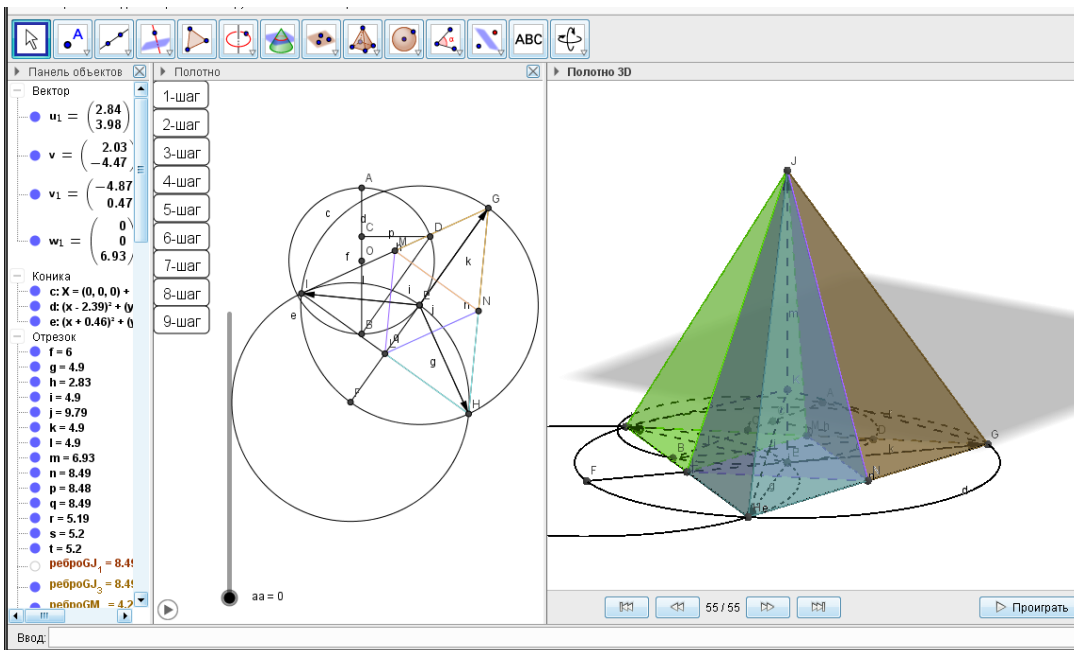 ABC
Панель объектов
Полотно
Полотно 3D
Вектор
u₁ = (2.84 3.98)
v = (2.03 −4.47)
v₁ = (−4.87 0.47)
w₁ = (0 0 6.93)
Коника
c: X = (0, 0, 0) +
d: (x - 2.39)² + (y
e: (x + 0.46)² + (y
Отрезок
f = 6
g = 4.9
h = 2.83
i = 4.9
j = 9.79
k = 4.9
l = 4.9
m = 6.93
n = 8.49
p = 8.48
q = 8.49
r = 5.19
s = 5.2
t = 5.2
реброGJ₁ = 8.49
реброGJ₃ = 8.49
реброGM = 4.2
1-шаг
2-шаг
3-шаг
4-шаг
5-шаг
6-шаг
7-шаг
8-шаг
9-шаг
A
G
c
d
C
p
D
M
f
O
k
I
i
E
j
n
N
e
B
g
H
aa = 0
J
m
A
G
k
B
E
F
d
e
55 / 55
Проиграть
Ввод: